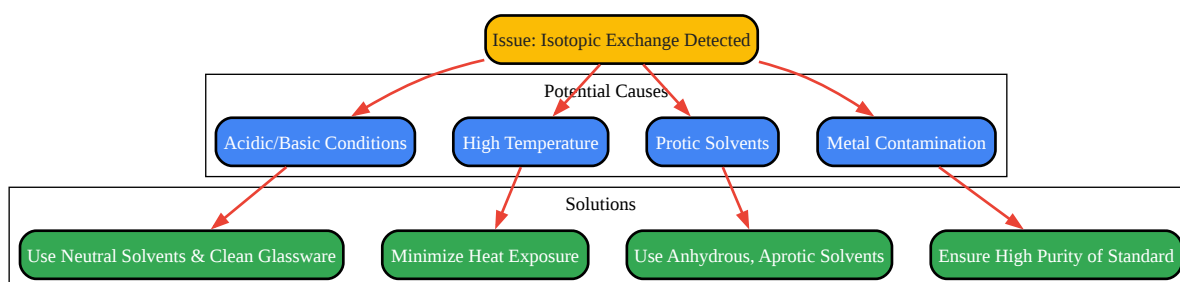 Issue: Isotopic Exchange Detected
Potential Causes
Acidic/Basic Conditions
High Temperature
Protic Solvents
Metal Contamination
Solutions
Use Neutral Solvents & Clean Glassware
Minimize Heat Exposure
Use Anhydrous, Aprotic Solvents
Ensure High Purity of Standard